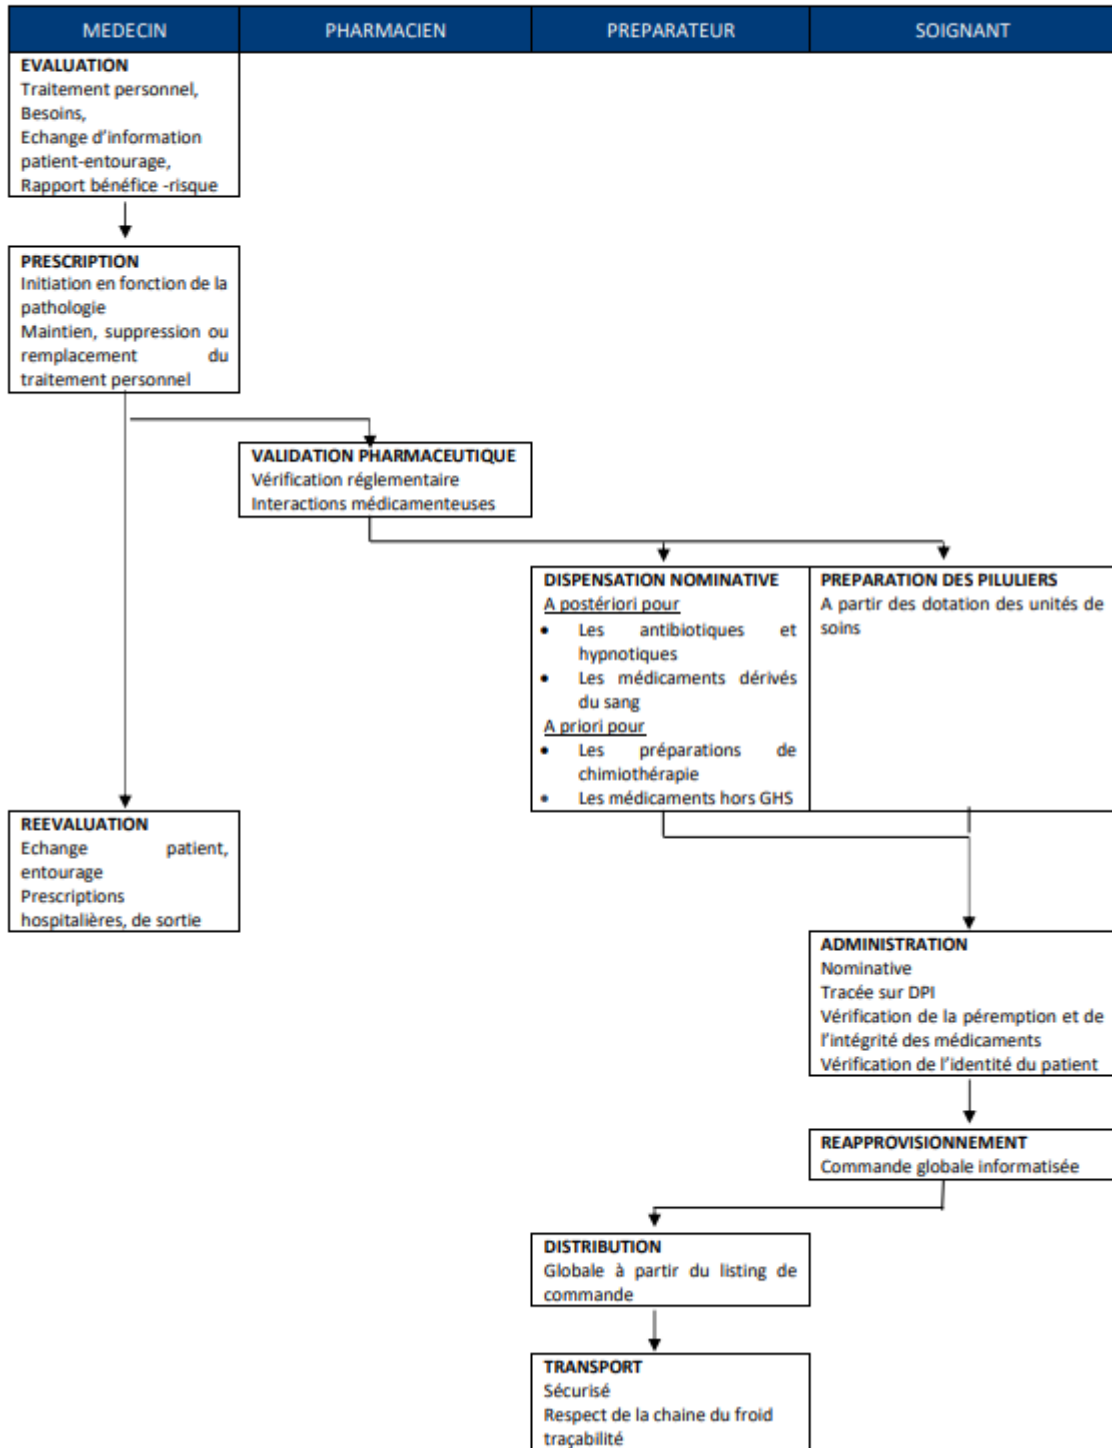 MEDECIN
PHARMACIEN
PREPARATEUR
SOIGNANT
EVALUATION
Traitement personnel,
Besoins,
Echange d'information
patient-entourage,
Rapport bénéfice -risque
PRESCRIPTION
Initiation en fonction de la
pathologie
Maintien, suppression ou
remplacement du
traitement personnel
VALIDATION PHARMACEUTIQUE
Vérification réglementaire
Interactions médicamenteuses
DISPENSATION NOMINATIVE
A postériori pour
• Les antibiotiques et
hypnotiques
• Les médicaments dérivés
du sang
A priori pour
• Les préparations de
chimiothérapie
• Les médicaments hors GHS
PREPARATION DES PILULIERS
A partir des dotation des unités de
soins
REEVALUATION
Echange patient,
entourage
Prescriptions
hospitalières, de sortie
ADMINISTRATION
Nominative
Tracée sur DPI
Vérification de la péremption et de
l'intégrité des médicaments
Vérification de l'identité du patient
REAPPROVISIONNEMENT
Commande globale informatisée
DISTRIBUTION
Globale à partir du listing de
commande
TRANSPORT
Sécurisé
Respect de la chaine du froid
traçabilité